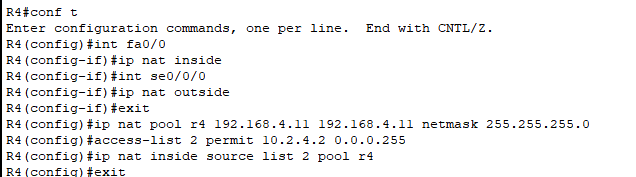 R4#conf t
Enter configuration commands, one per line.  End with CNTL/Z.
R4(config)#int fa0/0
R4(config-if)#ip nat inside
R4(config-if)#int se0/0/0
R4(config-if)#ip nat outside
R4(config-if)#exit
R4(config)#ip nat pool r4 192.168.4.11 192.168.4.11 netmask 255.255.255.0
R4(config)#access-list 2 permit 10.2.4.2 0.0.0.255
R4(config)#ip nat inside source list 2 pool r4
R4(config)#exit